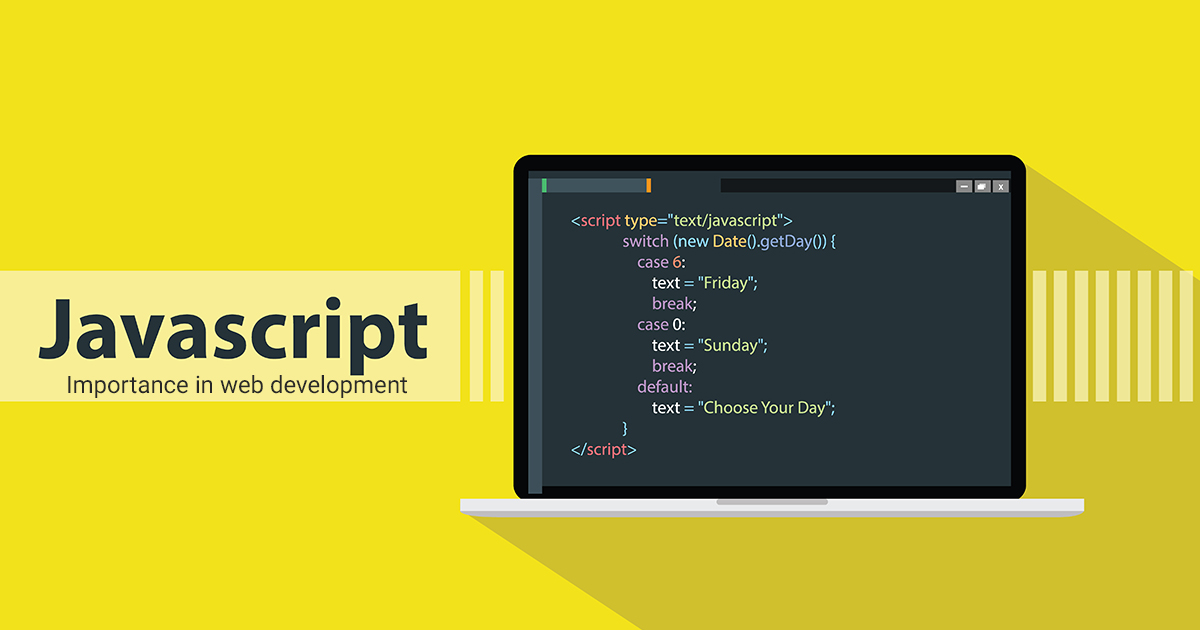 Javascript
Importance in web development
<script type="text/javascript">
switch (new Date().getDay()) {
case 6:
text = "Friday";
break;
case 0:
text = "Sunday";
break;
default:
text = "Choose Your Day";
}
</script>